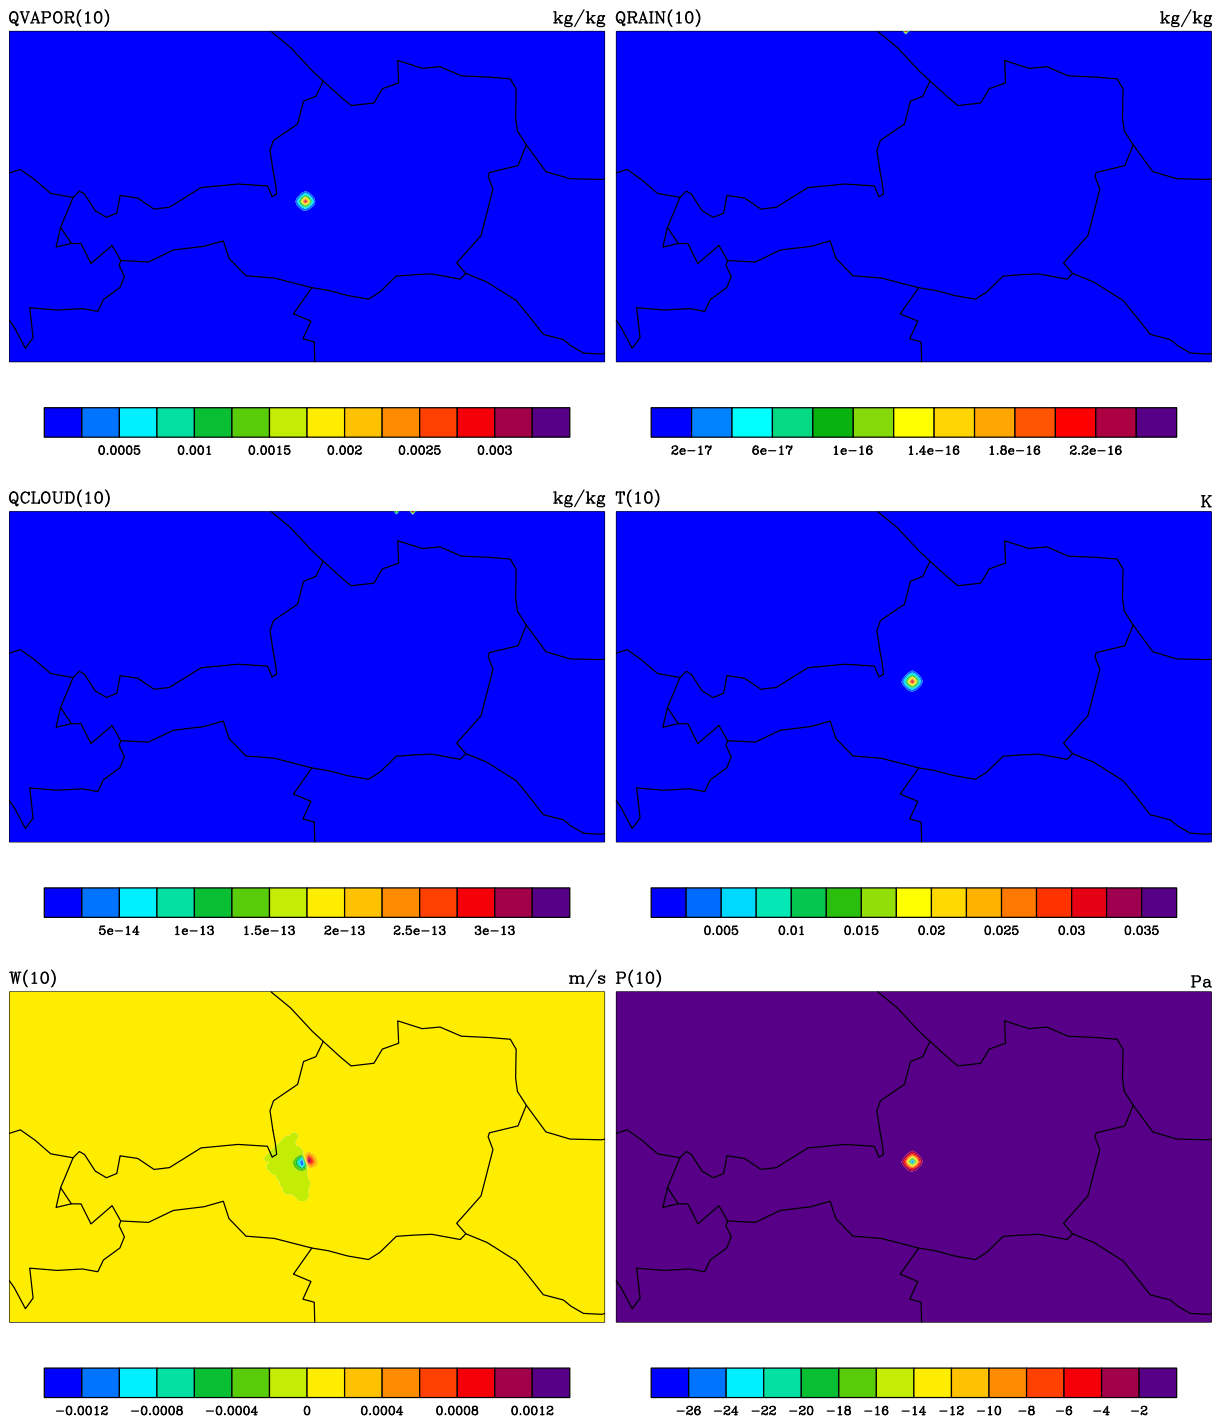 QVAPOR(10) kg/kg QRAIN(10) kg/kg
0.0005 0.001 0.0015 0.002 0.0025 0.003 2e-17 6e-17 1e-16 1.4e-16 1.8e-16 2.2e-16
QCLOUD(10) kg/kg T(10) K
5e-14 1e-13 1.5e-13 2e-13 2.5e-13 3e-13 0.005 0.01 0.015 0.02 0.025 0.03 0.035
W(10) m/s P(10) Pa
-0.0012 -0.0008 -0.0004 0 0.0004 0.0008 0.0012 -26 -24 -22 -20 -18 -16 -14 -12 -10 -8 -6 -4 -2